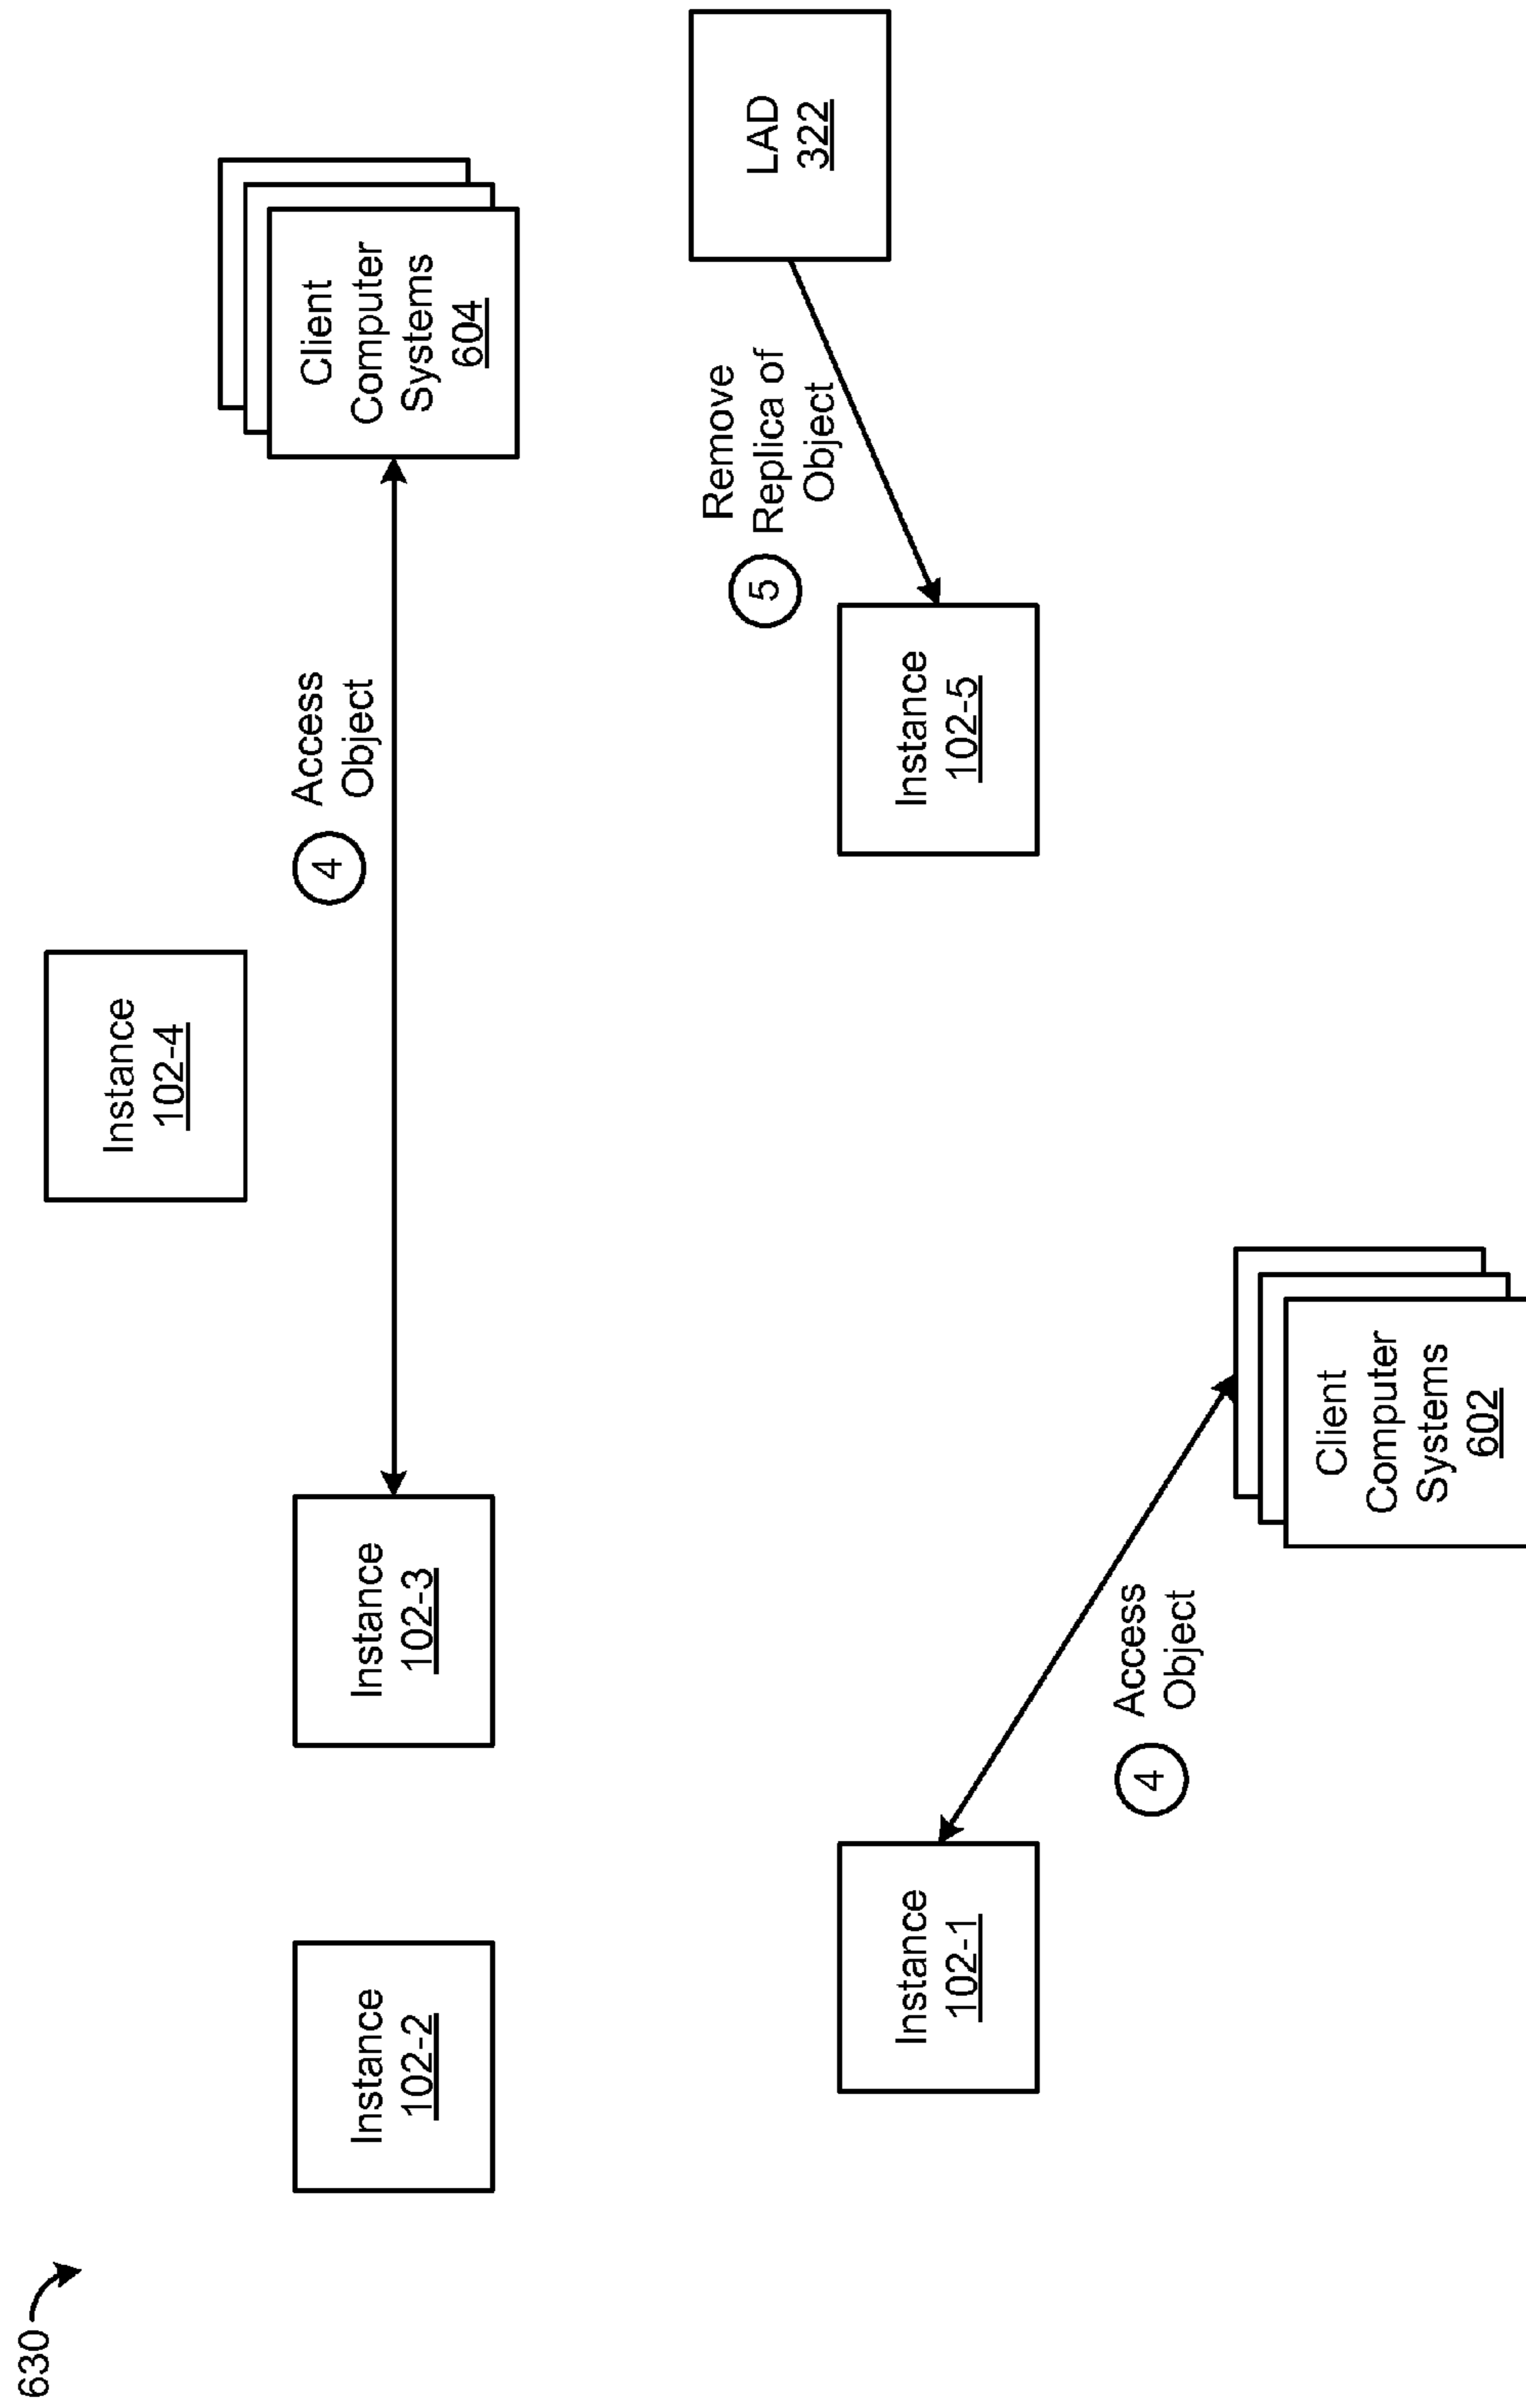 630
Instance
102-4
Client
Computer
Systems
604
4
Access
Object
Instance
102-2
Instance
102-3
LAD
322
Remove
Replica of
Object
5
Instance
102-1
Instance
102-5
4
Access
Object
Client
Computer
Systems
602